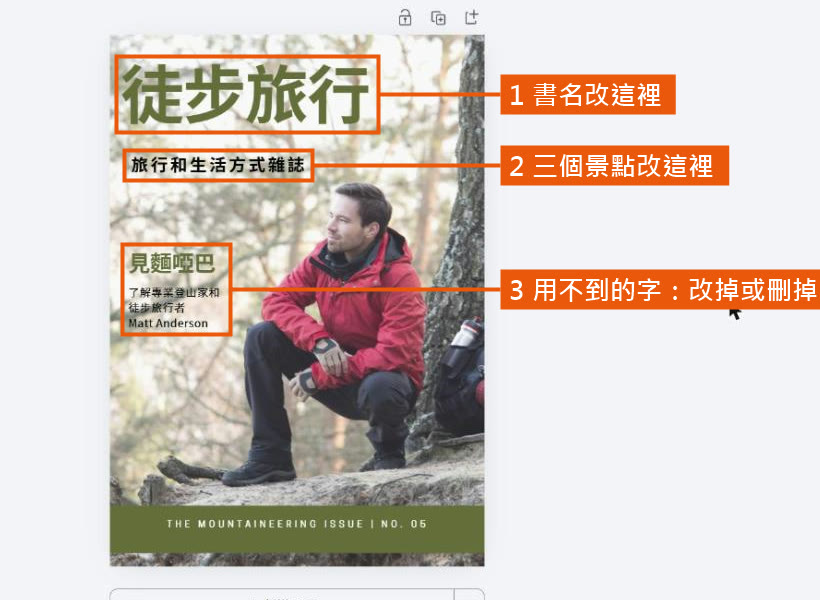 徒步旅行
1 書名改這裡
旅行和生活方式雜誌
2 三個景點改這裡
見麵啞巴
了解專業登山家和
徒步旅行者
Matt Anderson
3 用不到的字：改掉或刪掉
THE MOUNTAINEERING ISSUE | NO. 05